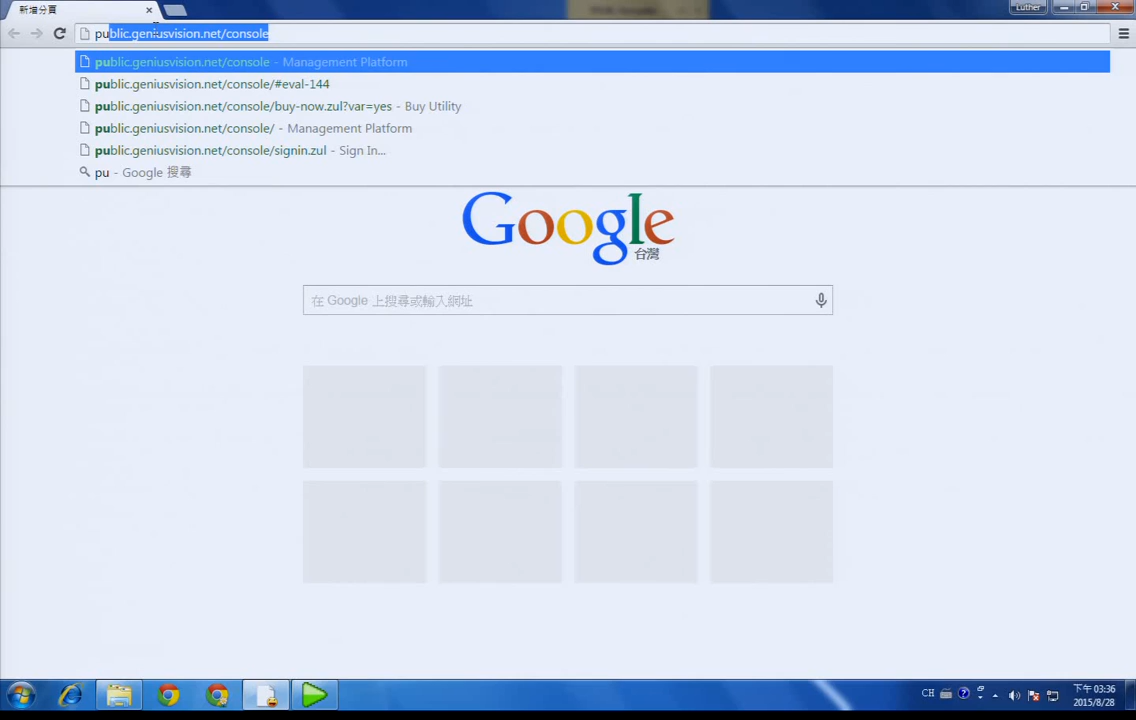 新增分頁
Luther
public.geniusvision.net/console
public.geniusvision.net/console - Management Platform
public.geniusvision.net/console/#eval-144
public.geniusvision.net/console/buy-now.zul?var=yes - Buy Utility
public.geniusvision.net/console/ - Management Platform
public.geniusvision.net/console/signin.zul - Sign In...
pu - Google 搜尋
Google
台灣
在 Google 上搜尋或輸入網址
CH
下午 03:36
2015/8/28